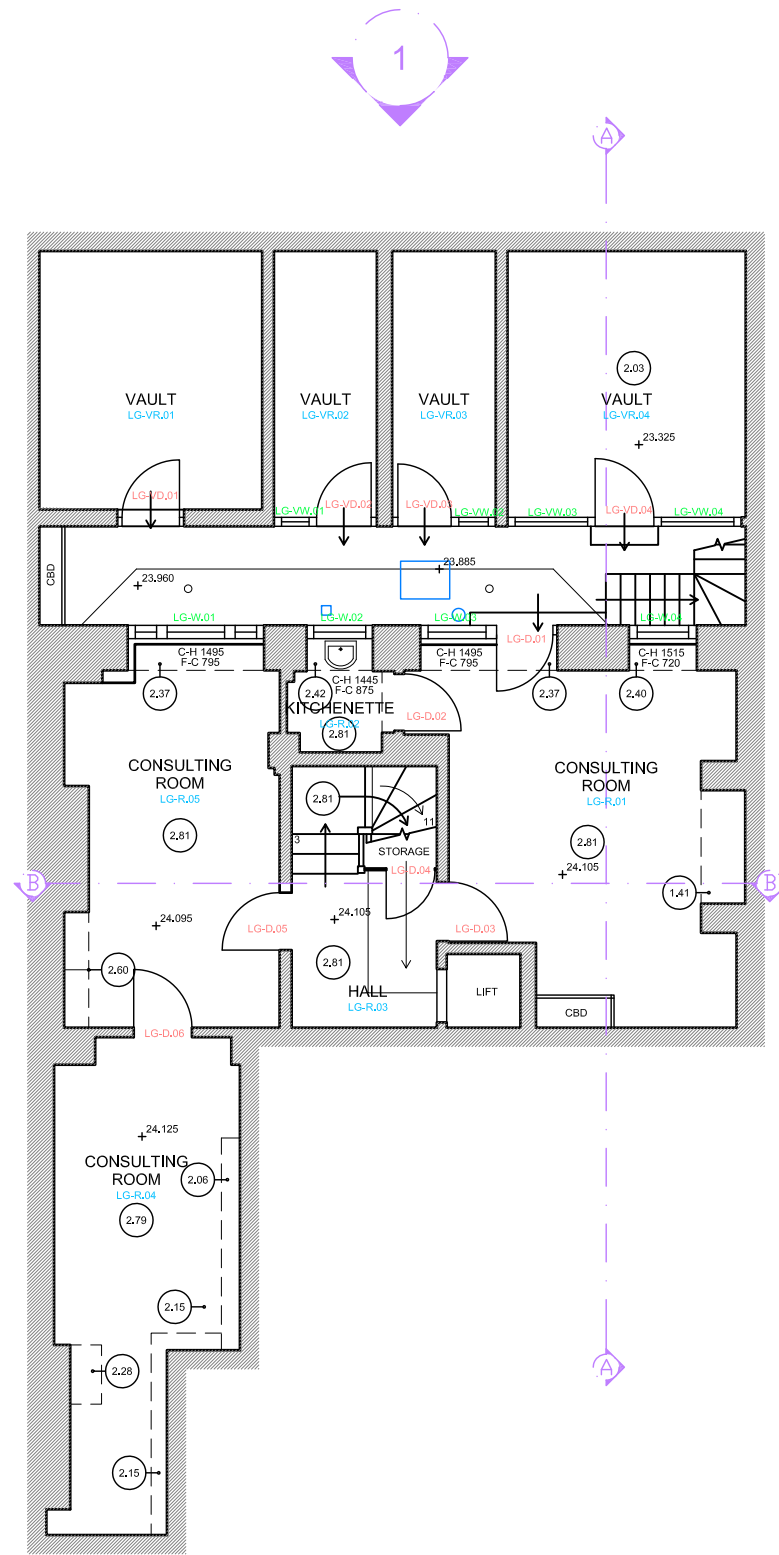 1
A
2.03
VAULT
LG-VR.01
VAULT
LG-VR.02
VAULT
LG-VR.03
VAULT
LG-VR.04
23.325
LG-VD.01
LG-VW.01
LG-VD.02
LG-VD.03
LG-VW.02
LG-VW.03
LG-VD.04
LG-VW.04
CBD
23.960
23.885
LG-W.01
LG-W.02
LG-W.03
LG-D.01
LG-W.04
C-H 1495
F-C 795
C-H 1445
F-C 875
C-H 1495
F-C 795
C-H 1515
F-C 720
2.37
2.42
2.37
2.40
KITCHENETTE
LG-R.02
2.81
LG-D.02
CONSULTING
ROOM
LG-R.05
2.81
CONSULTING
ROOM
LG-R.01
2.81
2.81
3
11
STORAGE
LG-D.04
24.105
B
B
1.41
24.095
LG-D.05
24.105
LG-D.03
2.60
2.81
HALL
LG-R.03
LIFT
CBD
LG-D.06
24.125
CONSULTING
ROOM
LG-R.04
2.06
2.79
2.15
2.28
A
2.15